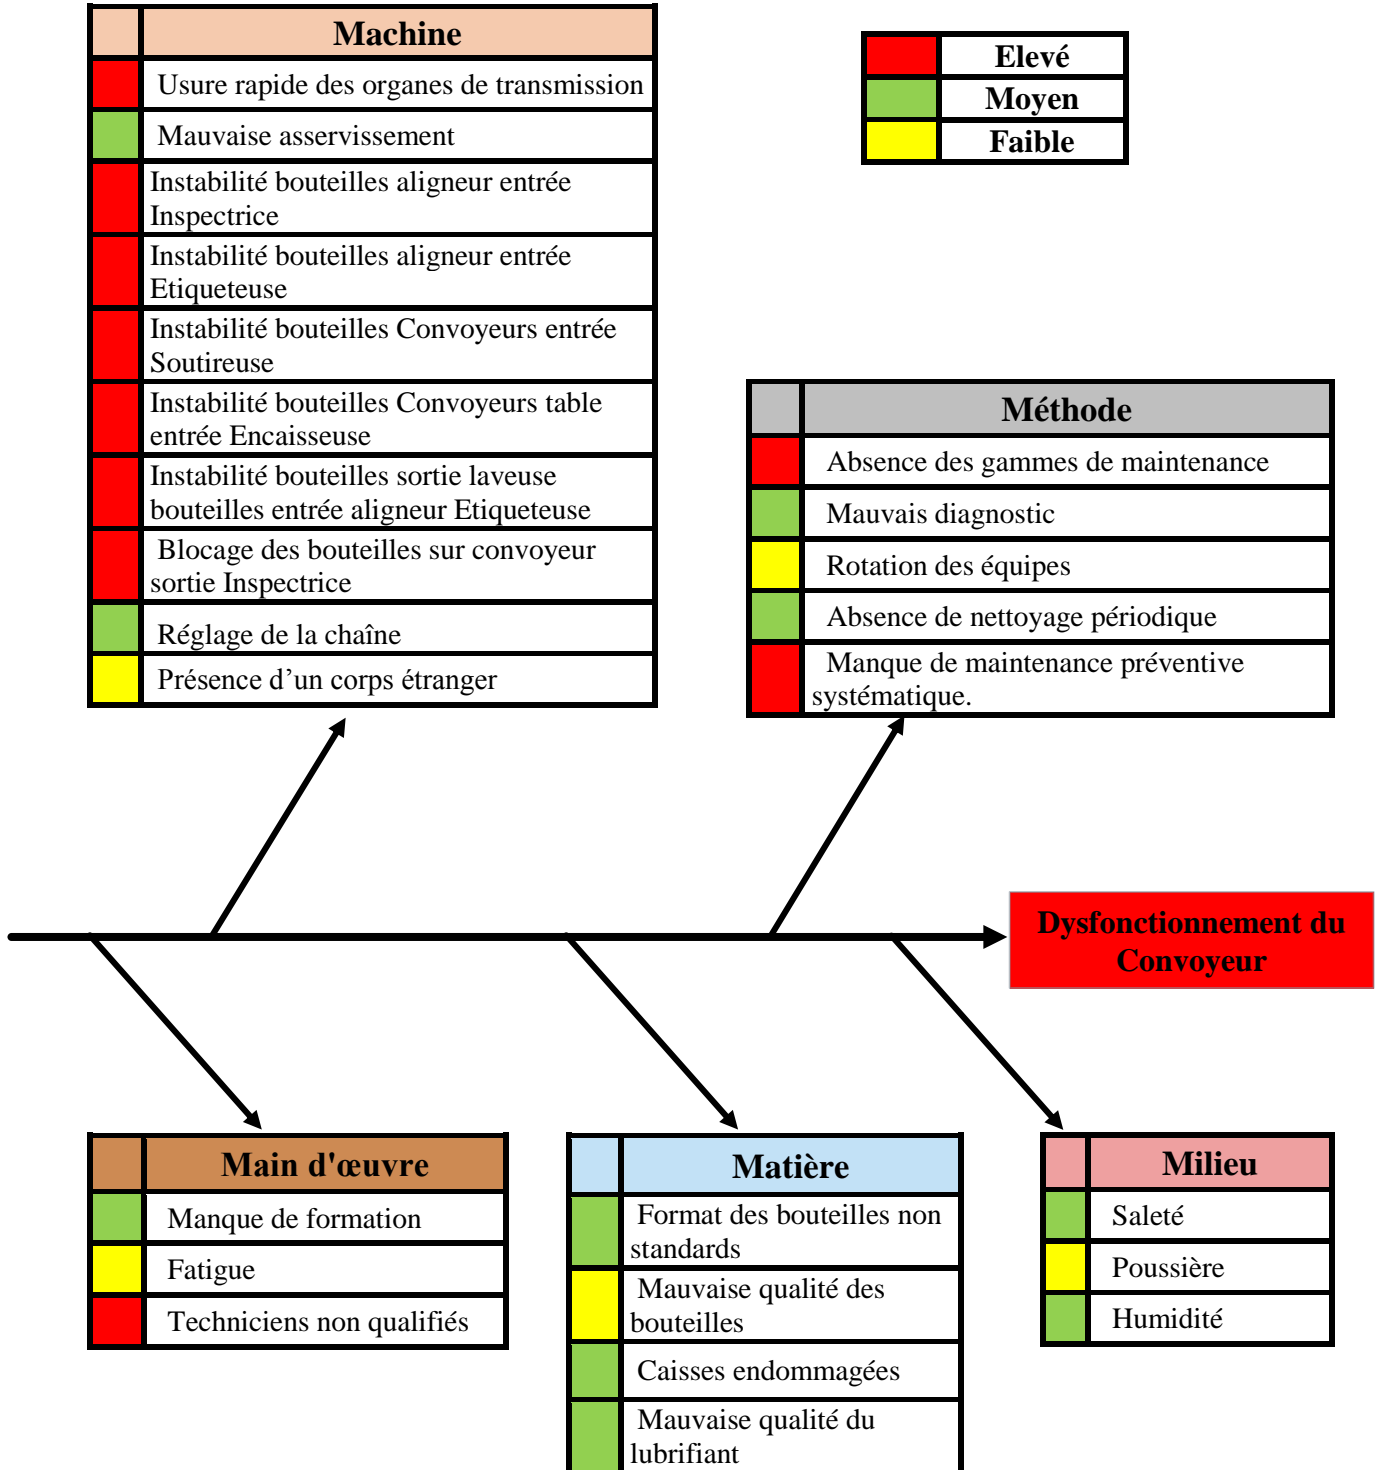 Machine
Usure rapide des organes de transmission
Mauvaise asservissement
Instabilité bouteilles aligneur entrée
Inspectrice
Instabilité bouteilles aligneur entrée
Etiqueteuse
Instabilité bouteilles Convoyeurs entrée
Soutireuse
Instabilité bouteilles Convoyeurs table
entrée Encaisseuse
Instabilité bouteilles sortie laveuse
bouteilles entrée aligneur Etiqueteuse
Blocage des bouteilles sur convoyeur
sortie Inspectrice
Réglage de la chaîne
Présence d’un corps étranger
Elevé
Moyen
Faible
Méthode
Absence des gammes de maintenance
Mauvais diagnostic
Rotation des équipes
Absence de nettoyage périodique
Manque de maintenance préventive
systématique.
Dysfonctionnement du
Convoyeur
Main d'œuvre
Manque de formation
Fatigue
Techniciens non qualifiés
Matière
Format des bouteilles non
standards
Mauvaise qualité des
bouteilles
Caisses endommagées
Mauvaise qualité du
lubrifiant
Milieu
Saleté
Poussière
Humidité